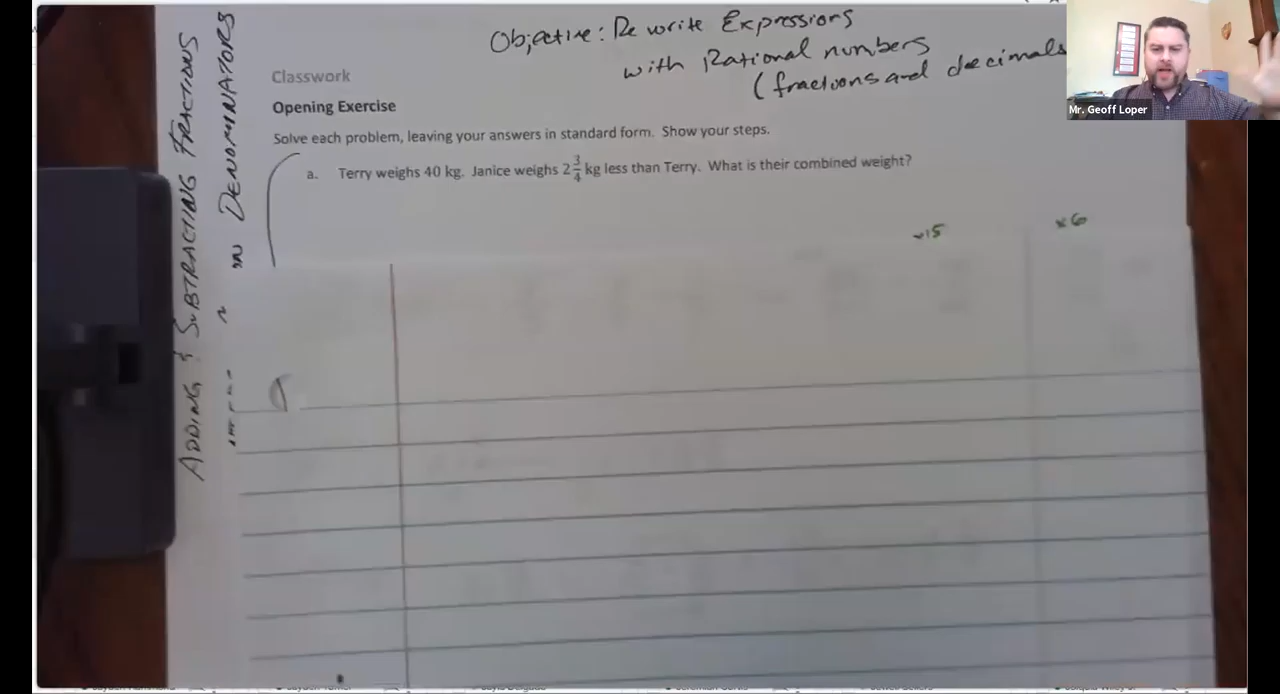 Objective: Rewrite Expressions
with Rational numbers
(fractions and decimals
Mr. Geoff Loper
Classwork
Opening Exercise
Solve each problem, leaving your answers in standard form. Show your steps.
a. Terry weighs 40 kg. Janice weighs 2 3/4 kg less than Terry. What is their combined weight?
x15
x6
ADDING & SUBTRACTING FRACTIONS
DENOMINATORS